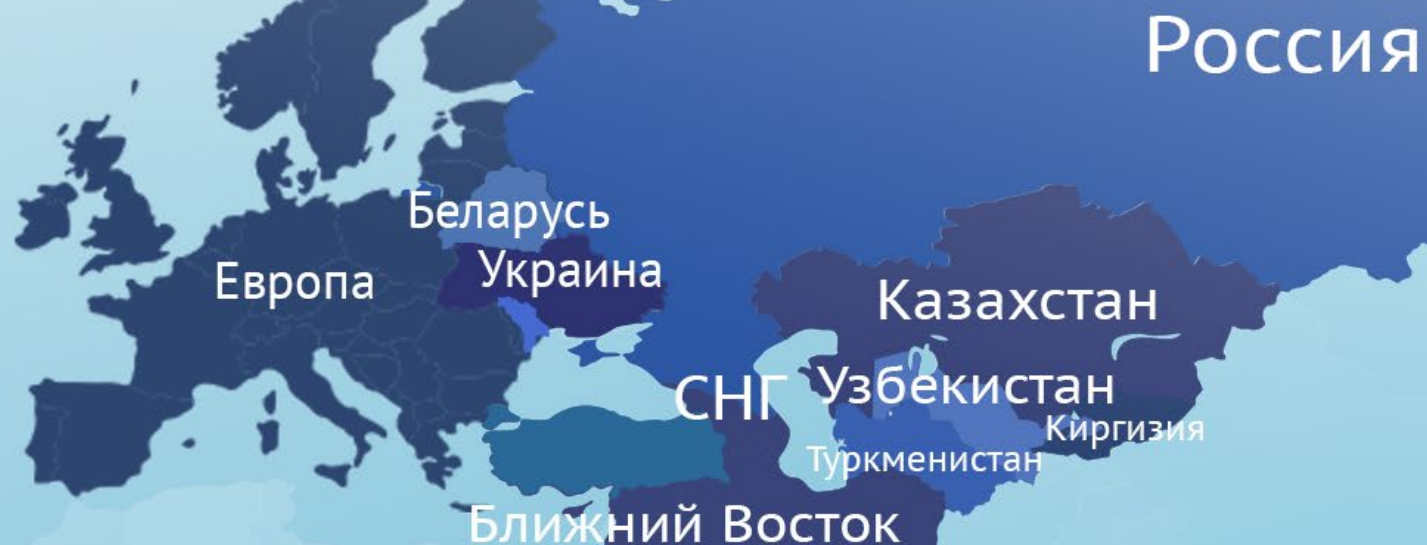 Россия
Беларусь
Украина
Европа
Казахстан
Узбекистан
СНГ
Киргизия
Туркменистан
Ближний Восток